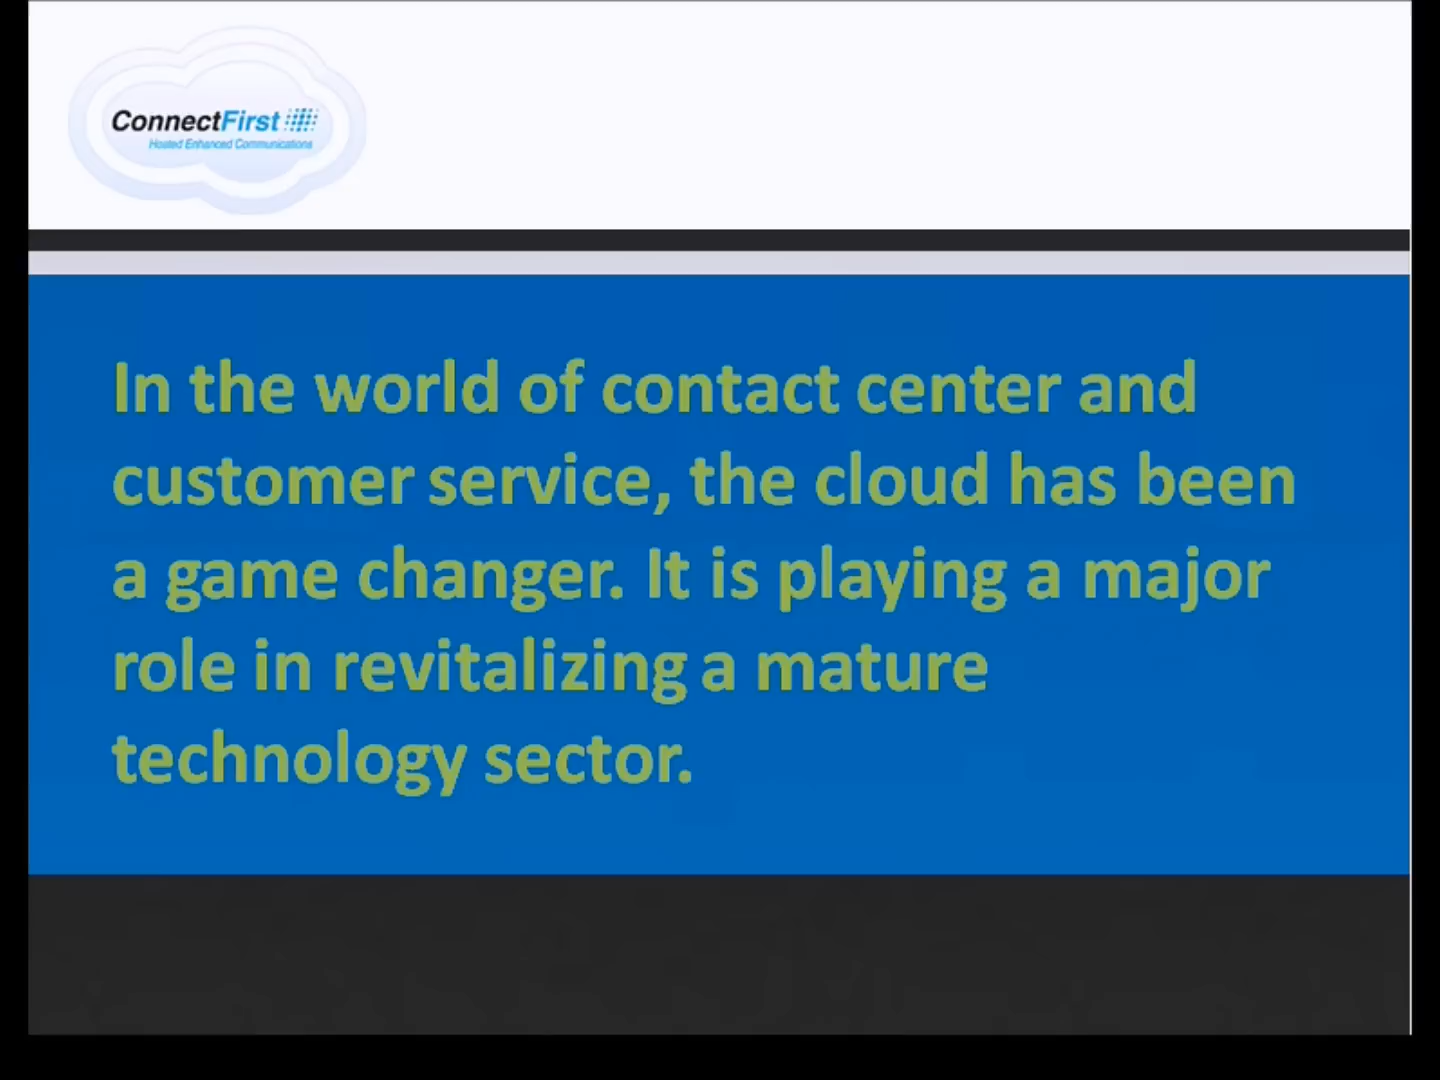 ConnectFirst
Hosted Enhanced Communications
In the world of contact center and
customer service, the cloud has been
a game changer. It is playing a major
role in revitalizing a mature
technology sector.